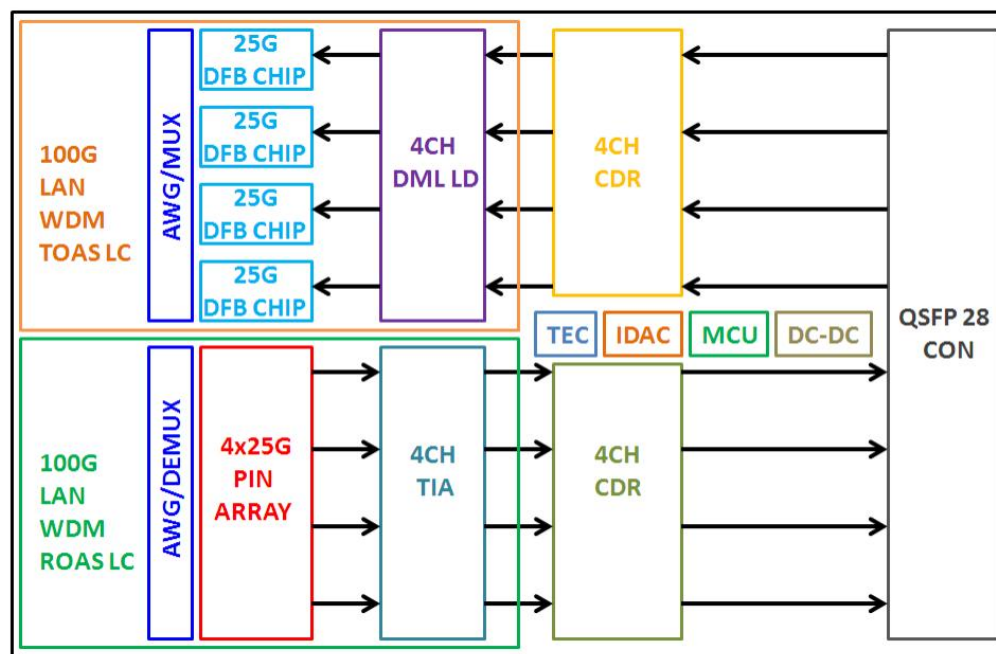 100G
LAN
WDM
TOAS LC
AWG/MUX
25G
DFB CHIP
25G
DFB CHIP
25G
DFB CHIP
25G
DFB CHIP
4CH
DML LD
4CH
CDR
QSFP 28
CON
TEC
IDAC
MCU
DC-DC
100G
LAN
WDM
ROAS LC
AWG/DEMUX
4x25G
PIN
ARRAY
4CH
TIA
4CH
CDR